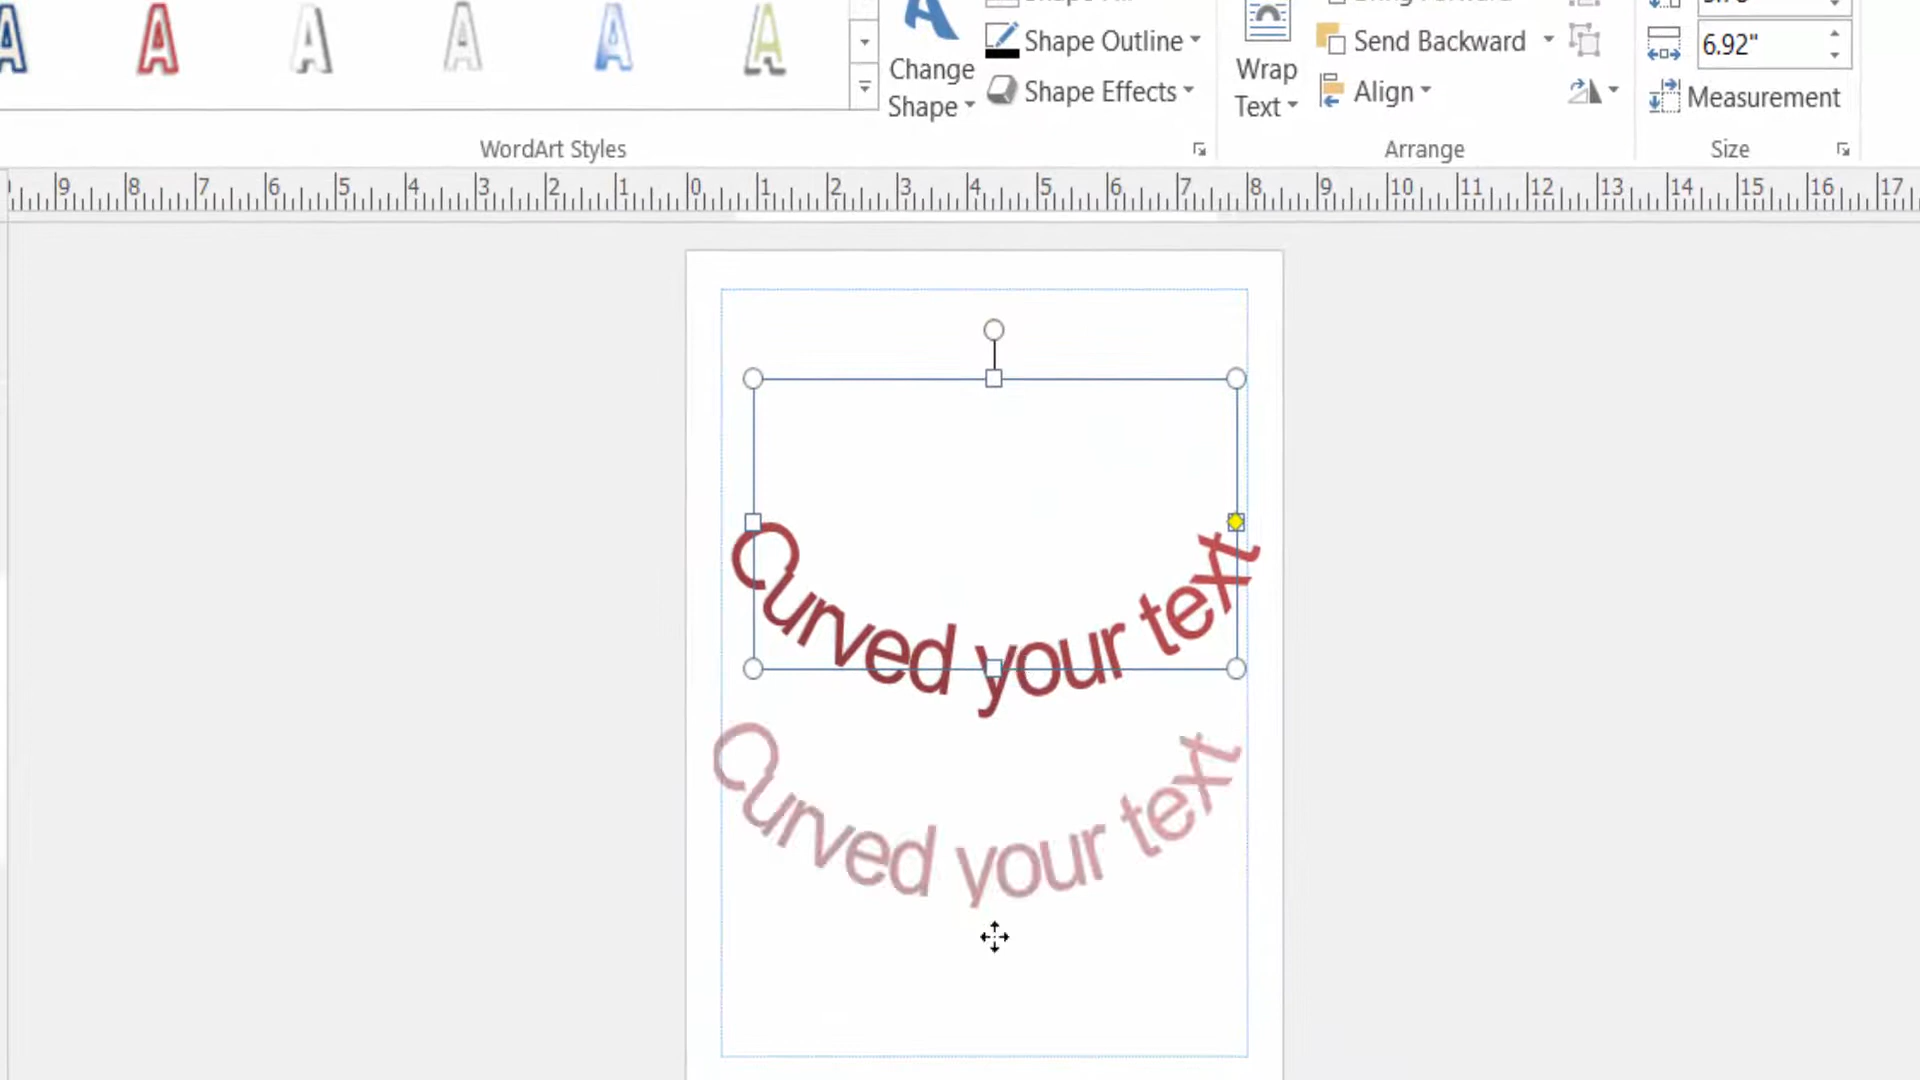 A A A A A A
Change
Shape
Shape Outline
Shape Effects
WordArt Styles
Wrap
Text
Send Backward
Align
Arrange
6.92"
Measurement
Size
9 8 7 6 5 4 3 2 1 0 1 2 3 4 5 6 7 8 9 10 11 12 13 14 15 16 17
Curved your text
Curved your text